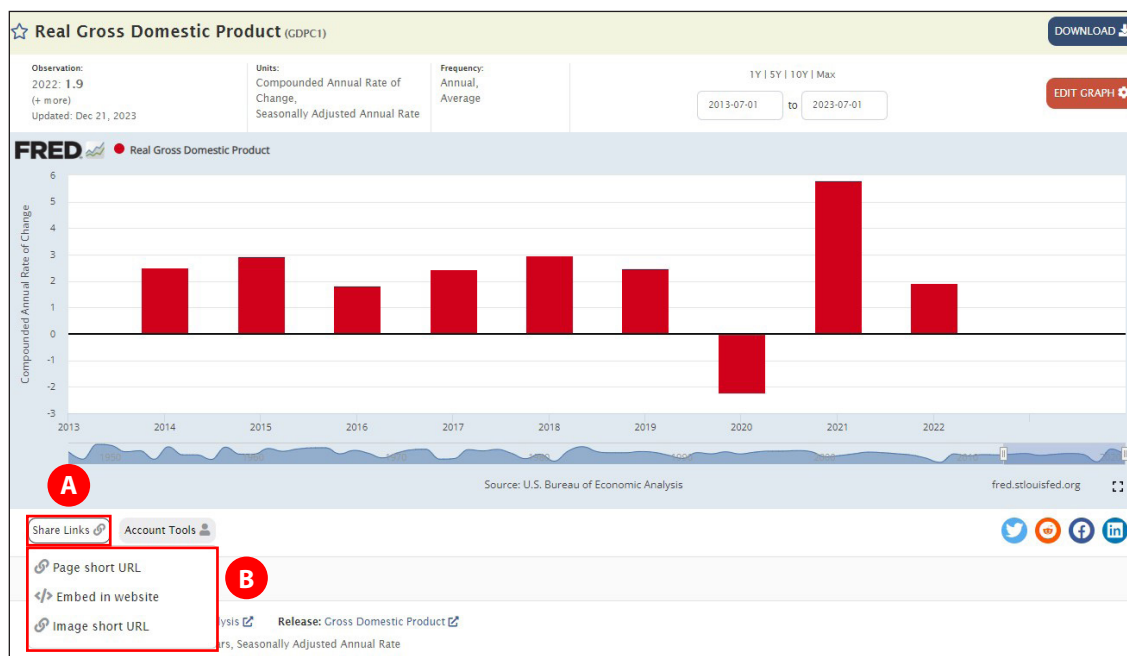 Real Gross Domestic Product (GDPC1)
DOWNLOAD
Observation:
2022: 1.9
(+ more)
Updated: Dec 21, 2023
Units:
Compounded Annual Rate of
Change,
Seasonally Adjusted Annual Rate
Frequency:
Annual,
Average
1Y | 5Y | 10Y | Max
2013-07-01 to 2023-07-01
EDIT GRAPH
FRED
Real Gross Domestic Product
Compounded Annual Rate of Change
6
5
4
3
2
1
0
-1
-2
-3
2013 2014 2015 2016 2017 2018 2019 2020 2021 2022
1950
A
Source: U.S. Bureau of Economic Analysis
fred.stlouisfed.org
Share Links
Account Tools
Page short URL
Embed in website
Image short URL
B
ysis Release: Gross Domestic Product
rs, Seasonally Adjusted Annual Rate